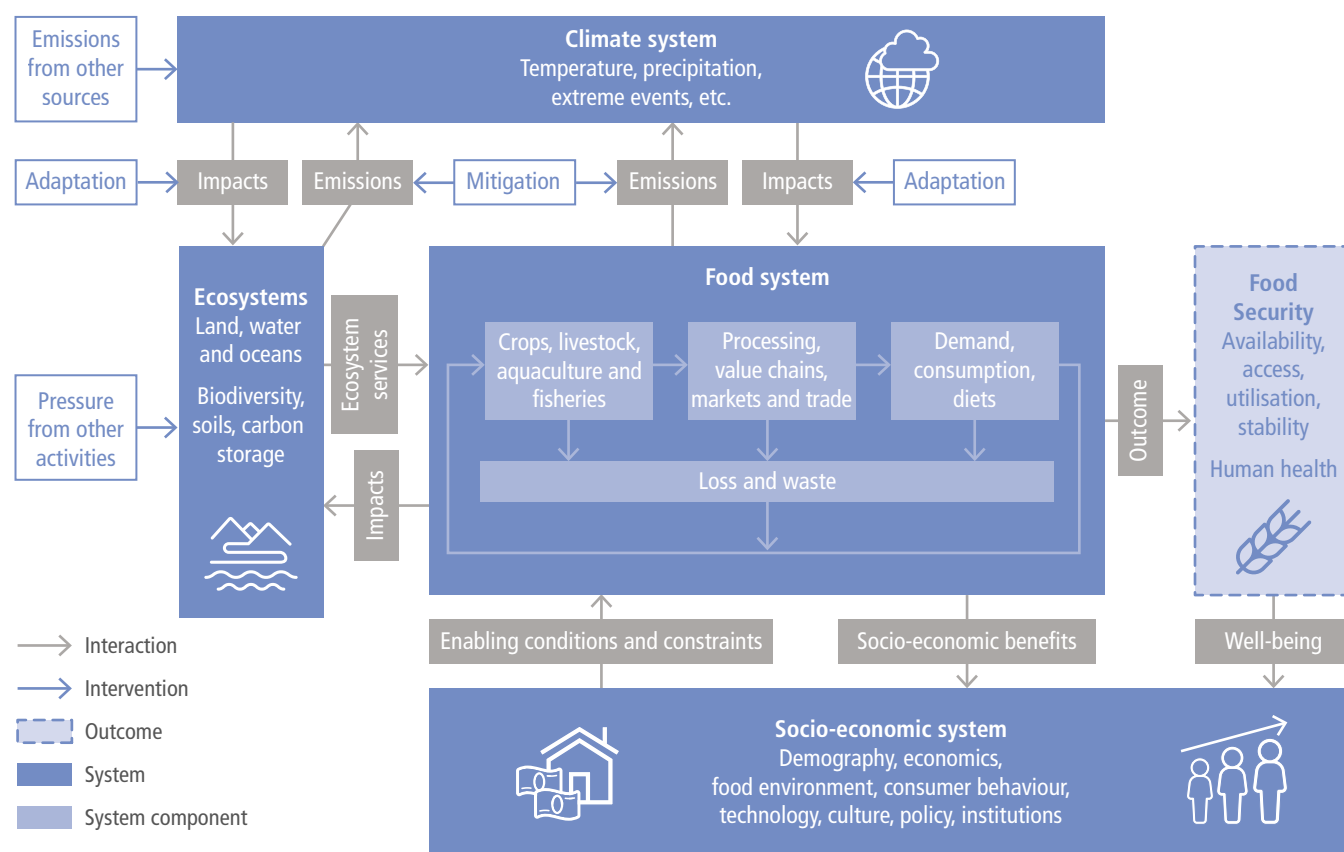 Emissions
from other
sources
Climate system
Temperature, precipitation,
extreme events, etc.
Adaptation
Impacts
Emissions
Mitigation
Emissions
Impacts
Adaptation
Ecosystems
Land, water
and oceans
Biodiversity,
soils, carbon
storage
Pressure
from other
activities
Ecosystem
services
Impacts
Food system
Crops, livestock,
aquaculture and
fisheries
Processing,
value chains,
markets and trade
Demand,
consumption,
diets
Loss and waste
Outcome
Food
Security
Availability,
access,
utilisation,
stability
Human health
Enabling conditions and constraints
Socio-economic benefits
Well-being
Socio-economic system
Demography, economics,
food environment, consumer behaviour,
technology, culture, policy, institutions
Interaction
Intervention
Outcome
System
System component